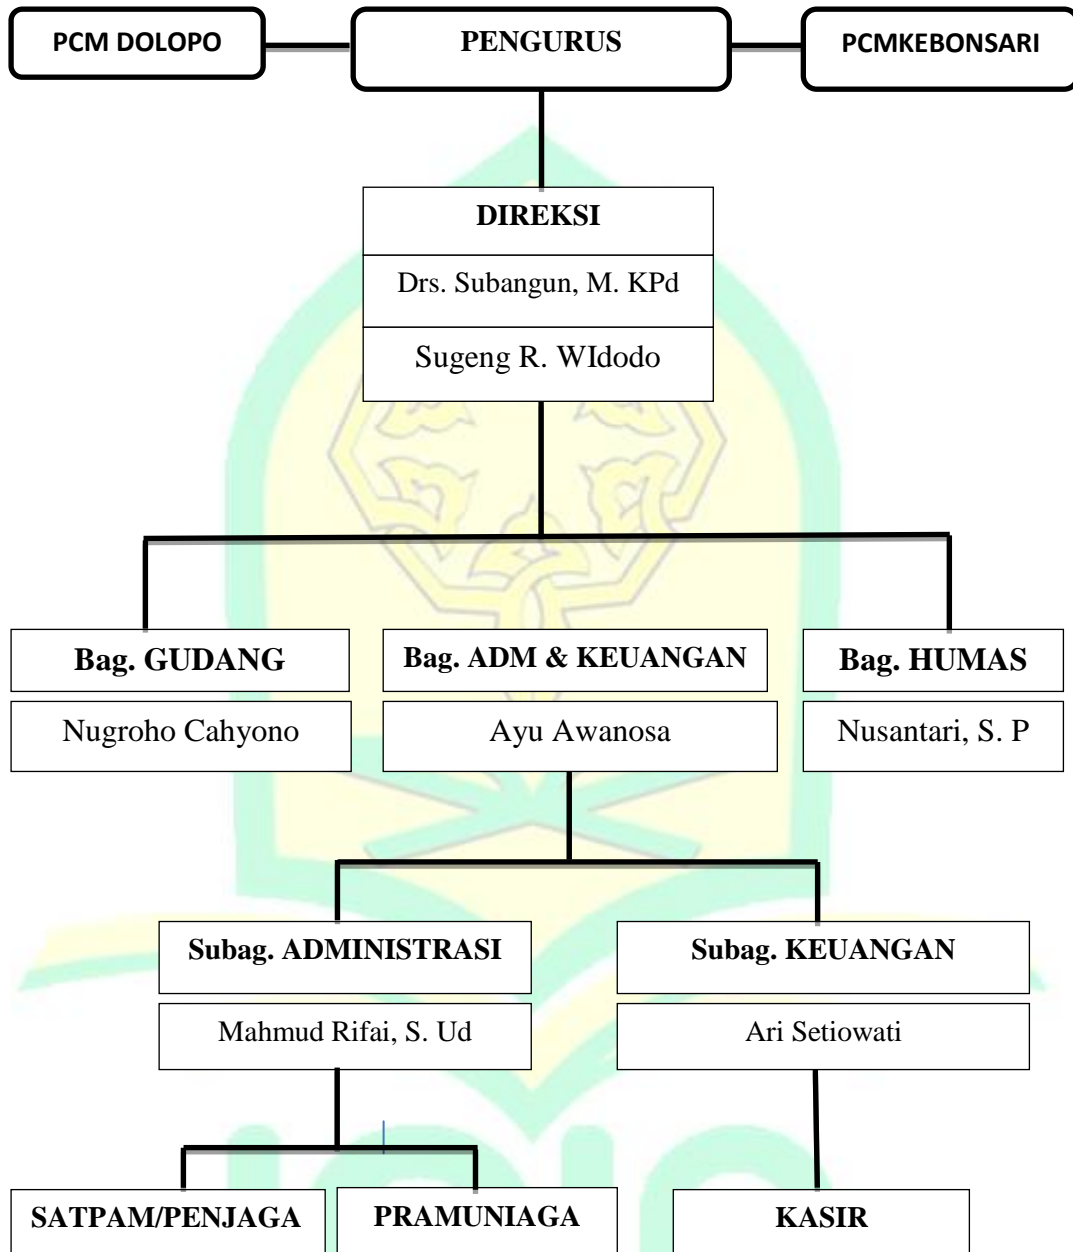 PCM DOLOPO
PENGURUS
PCMKEBONSARI
DIREKSI
Drs. Subangun, M. KPd
Sugeng R. WIdodo
Bag. GUDANG
Bag. ADM & KEUANGAN
Bag. HUMAS
Nugroho Cahyono
Ayu Awanosa
Nusantari, S. P
Subag. ADMINISTRASI
Subag. KEUANGAN
Mahmud Rifai, S. Ud
Ari Setiowati
SATPAM/PENJAGA
PRAMUNIAGA
KASIR